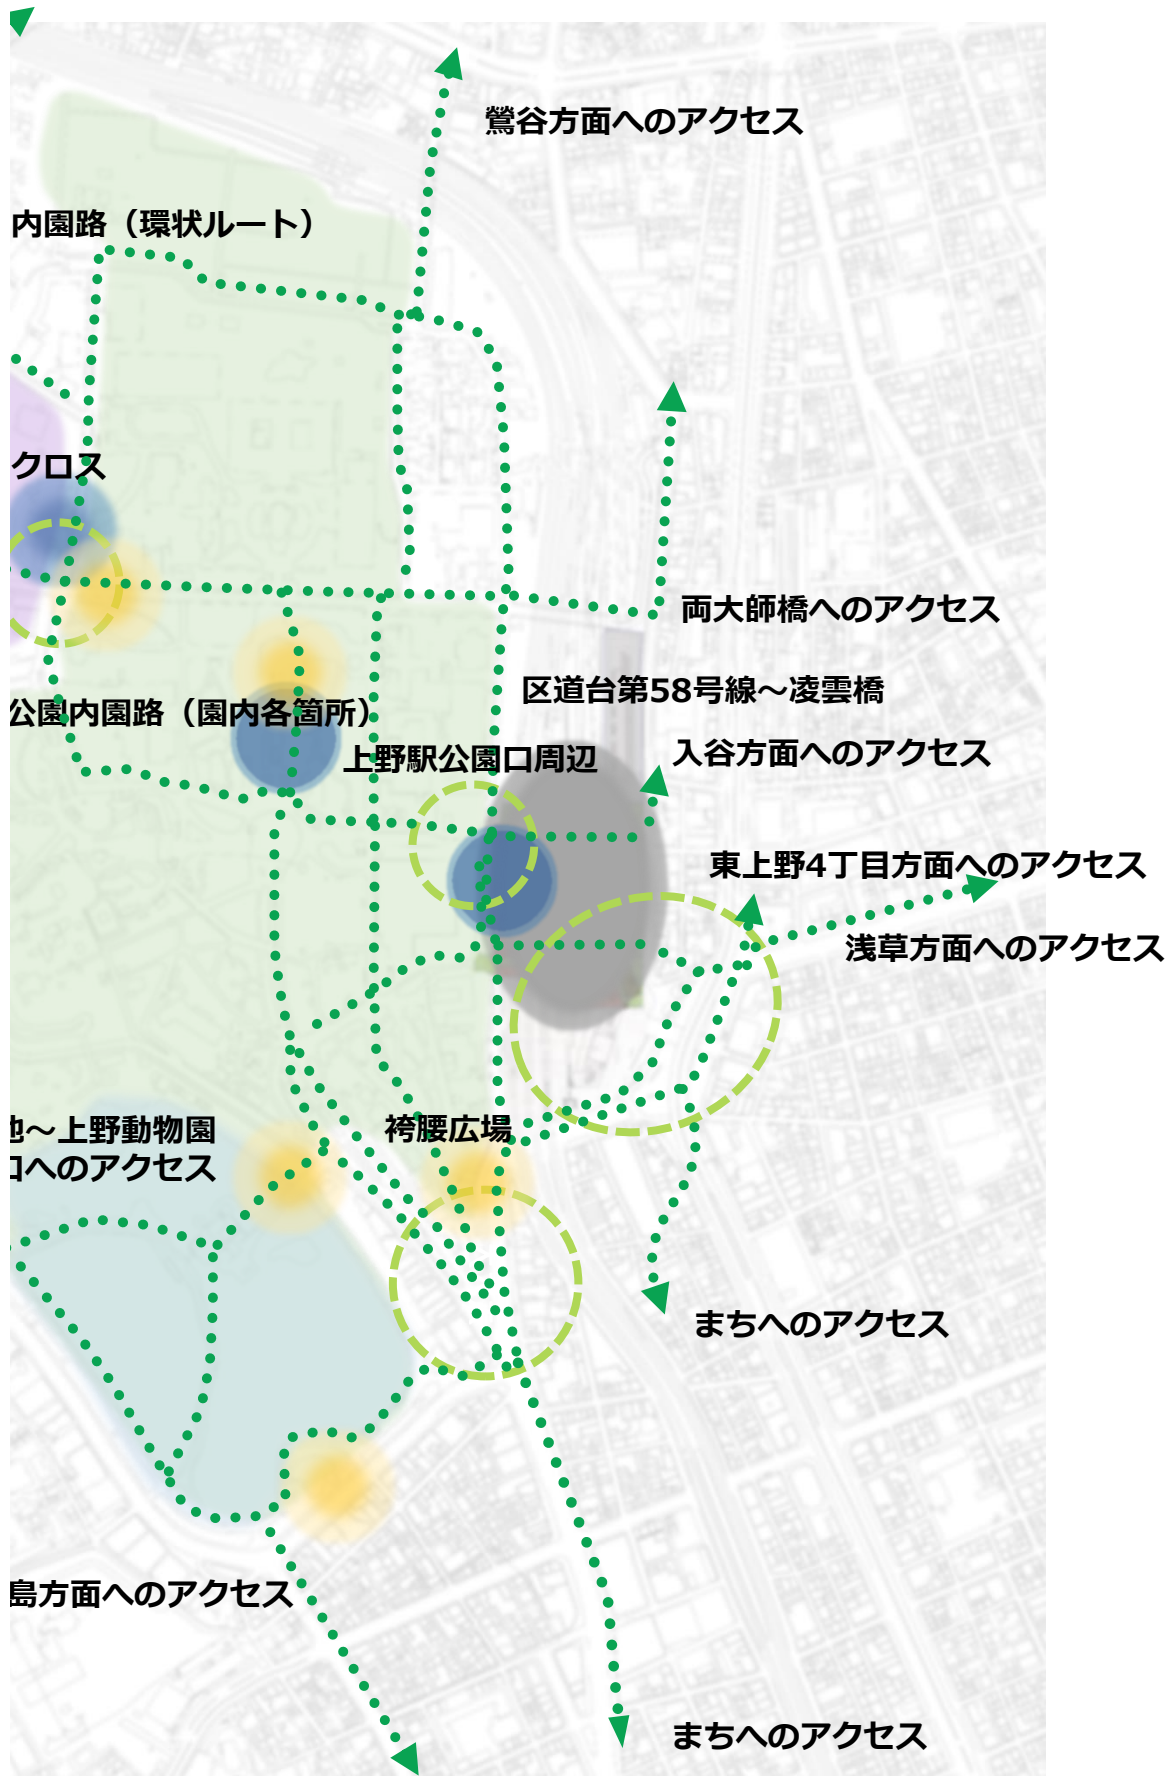 鶯谷方面へのアクセス
内園路（環状ルート）
クロス
両大師橋へのアクセス
区道台第58号線～凌雲橋
公園内園路（園内各箇所）
入谷方面へのアクセス
上野駅公園口周辺
東上野4丁目方面へのアクセス
浅草方面へのアクセス
袴腰広場
池～上野動物園
口へのアクセス
まちへのアクセス
島方面へのアクセス
まちへのアクセス